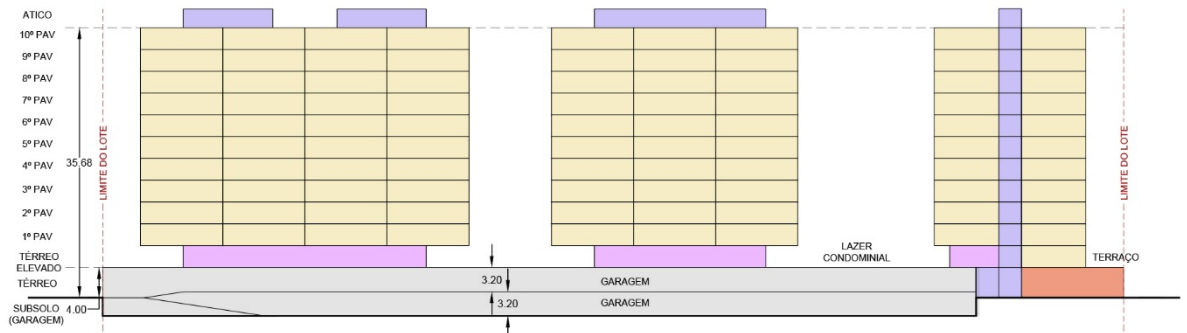 ATICO
10º PAV
9º PAV
8º PAV
7º PAV
6º PAV
5º PAV
4º PAV
3º PAV
2º PAV
1º PAV
TÉRREO
ELEVADO
TÉRREO
SUBSOLO
(GARAGEM)
35.68
4.00
LIMITE DO LOTE
3.20
3.20
GARAGEM
GARAGEM
LAZER
CONDOMINIAL
TERRAÇO
LIMITE DO LOTE